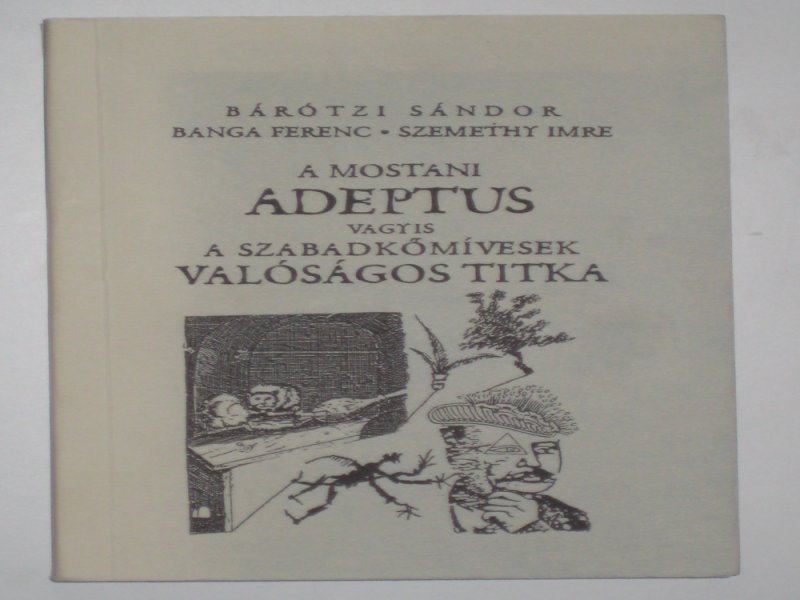 BÁRÓTZI SÁNDOR
BANGA FERENC • SZEMETHY IMRE
A MOSTANI
ADEPTUS
VAGYIS
A SZABADKŐMÍVESEK
VALÓSÁGOS TITKA